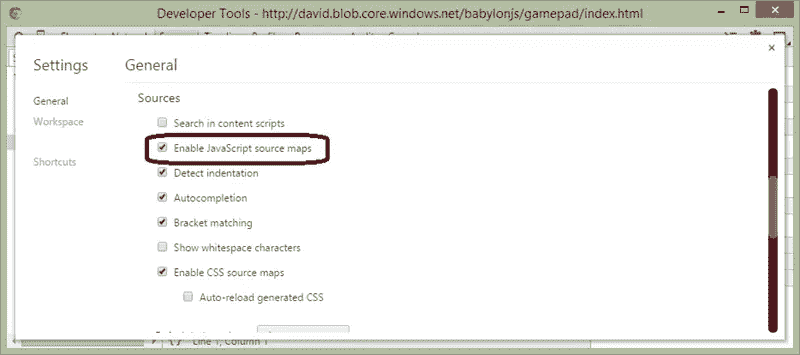 Developer Tools - http://david.blob.core.windows.net/babylonjs/gamepad/index.html
Settings
General
General
Workspace
Shortcuts
Sources
Search in content scripts
Enable JavaScript source maps
Detect indentation
Autocompletion
Bracket matching
Show whitespace characters
Enable CSS source maps
Auto-reload generated CSS
{} Line 1, Column 1